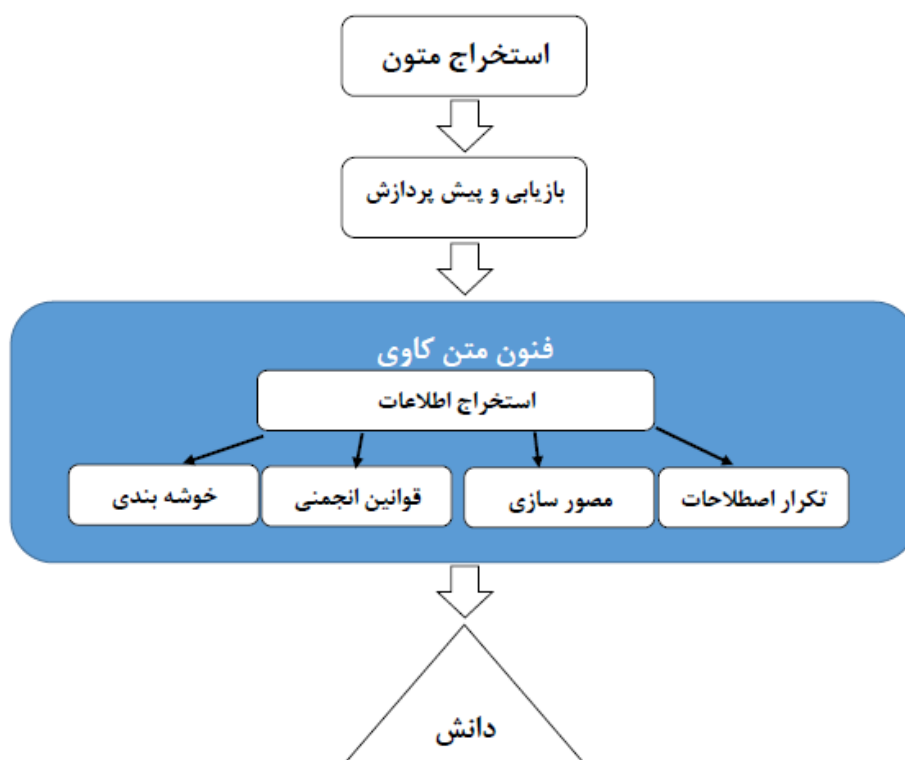 استخراج متون
بازیابی و پیش پردازش
فنون متن کاوی
استخراج اطلاعات
تکرار اصطلاحات
مصور سازی
قوانین انجمنی
خوشه بندی
دانش